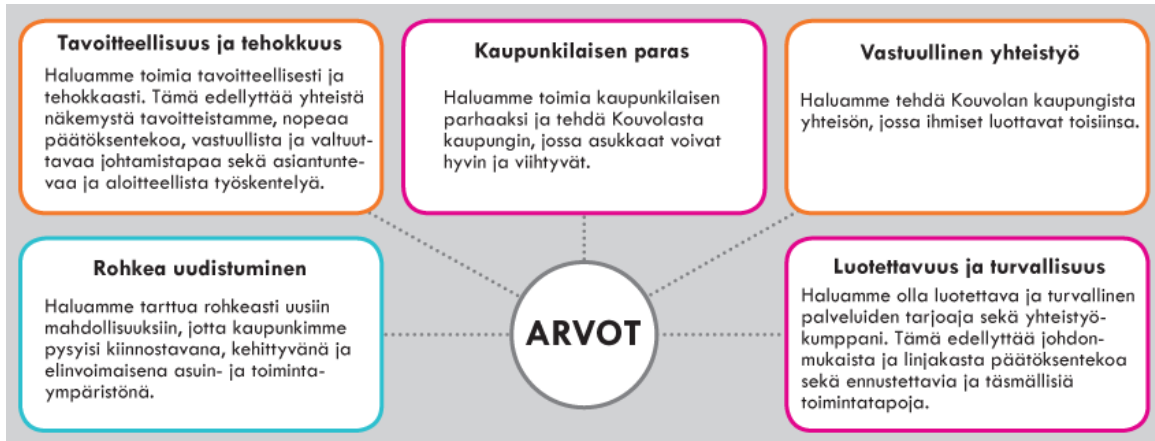 Tavoitteellisuus ja tehokkuus
Haluamme toimia tavoitteellisesti ja
tehokkaasti. Tämä edellyttää yhteistä
näkemystä tavoitteistamme, nopeaa
päätöksentekoa, vastuullista ja valtuut-
tavaa johtamistapaa sekä asiantunte-
vaa ja aloitteellista työskentelyä.
Kaupunkilaisen paras
Haluamme toimia kaupunkilaisen
parhaaksi ja tehdä Kouvolasta
kaupungin, jossa asukkaat voivat
hyvin ja viihtyvät.
Vastuullinen yhteistyö
Haluamme tehdä Kouvolan kaupungista
yhteisön, jossa ihmiset luottavat toisiinsa.
Rohkea uudistuminen
Haluamme tarttua rohkeasti uusiin
mahdollisuuksiin, jotta kaupunkimme
pysyisi kiinnostavana, kehittyvänä ja
elinvoimaisena asuin- ja toiminta-
ympäristönä.
ARVOT
Luotettavuus ja turvallisuus
Haluamme olla luotettava ja turvallinen
palveluiden tarjoaja sekä yhteistyö-
kumppani. Tämä edellyttää johdon-
mukaista ja linjakasta päätöksentekoa
sekä ennustettavia ja täsmällisiä
toimintatapoja.